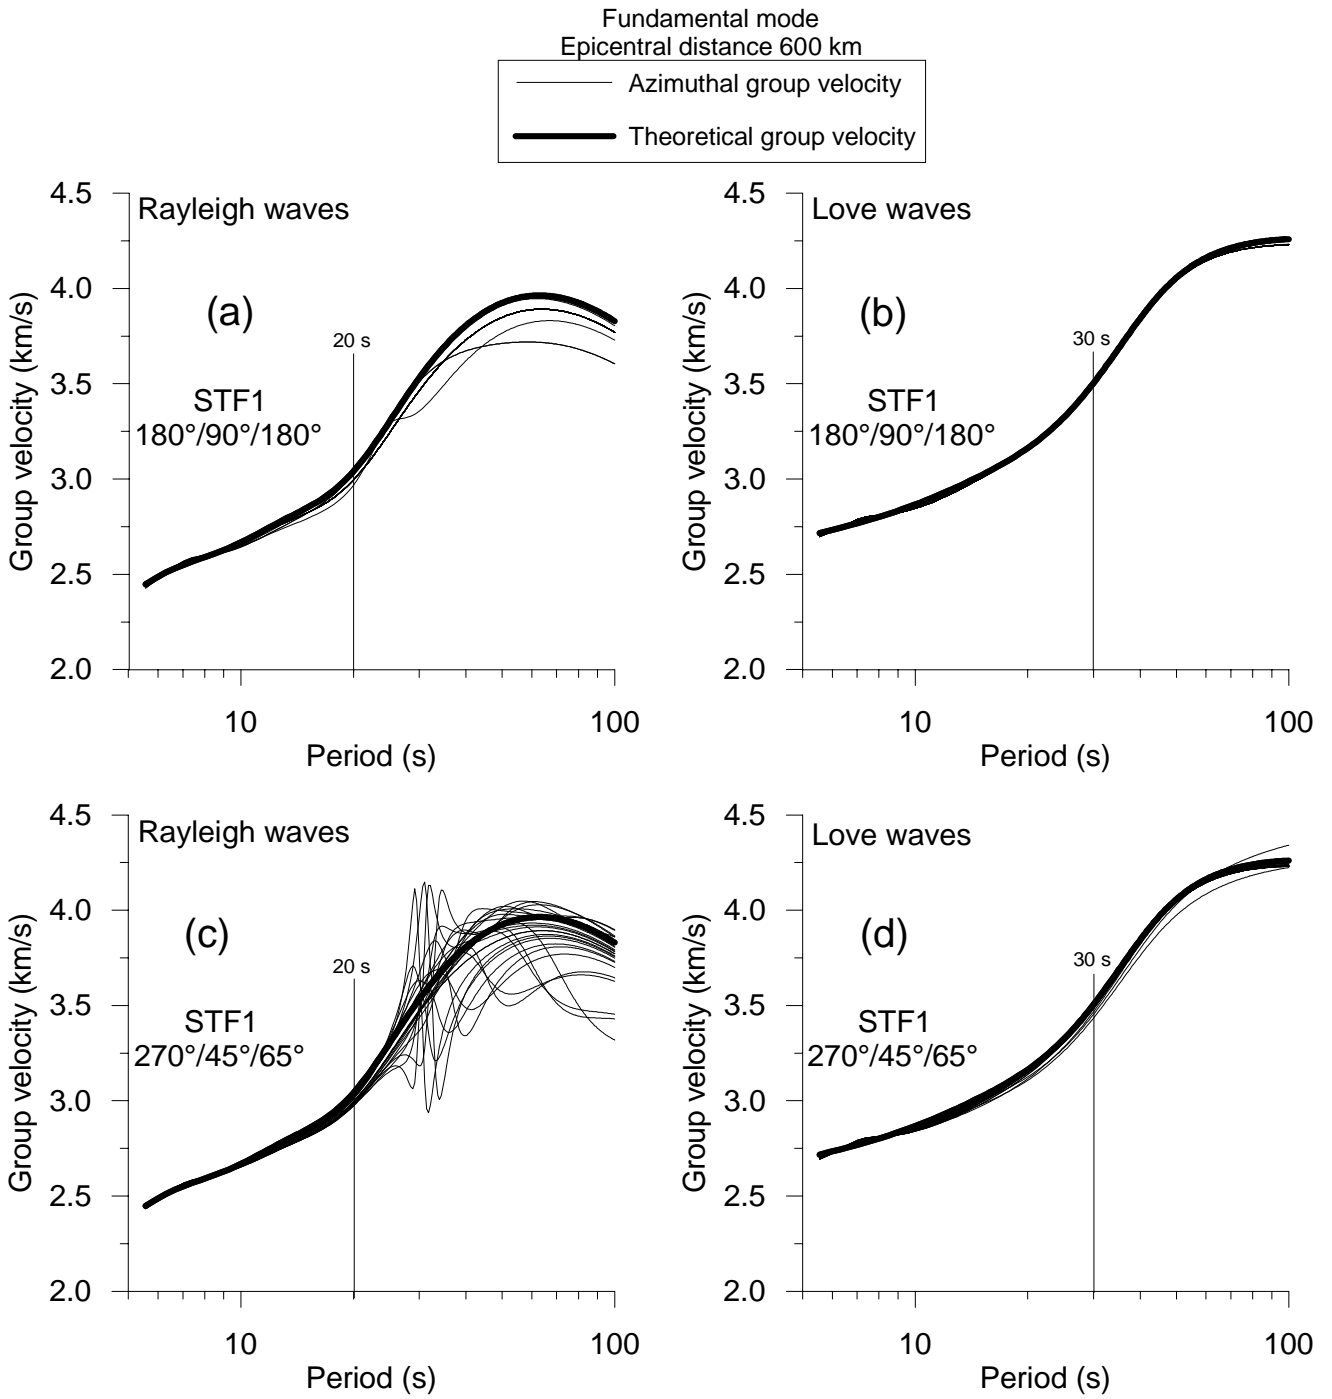 Fundamental mode
Epicentral distance 600 km
Azimuthal group velocity
Theoretical group velocity
4.5
4.0
3.5
3.0
2.5
2.0
Group velocity (km/s)
Rayleigh waves
(a)
20 s
STF1
180°/90°/180°
10
100
Period (s)
4.5
4.0
3.5
3.0
2.5
2.0
Group velocity (km/s)
Love waves
(b)
30 s
STF1
180°/90°/180°
10
100
Period (s)
4.5
4.0
3.5
3.0
2.5
2.0
Group velocity (km/s)
Rayleigh waves
(c)
20 s
STF1
270°/45°/65°
10
100
Period (s)
4.5
4.0
3.5
3.0
2.5
2.0
Group velocity (km/s)
Love waves
(d)
30 s
STF1
270°/45°/65°
10
100
Period (s)